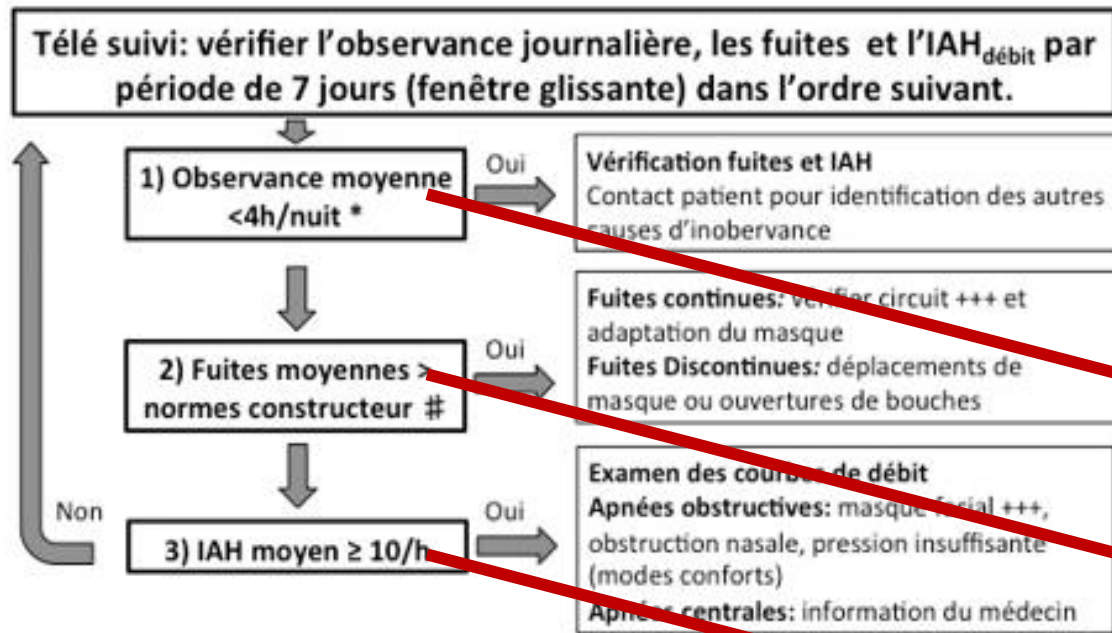 Télé suivi: vérifier l'observance journalière, les fuites et l'IAH débit par
période de 7 jours (fenêtre glissante) dans l'ordre suivant.
1) Observance moyenne
<4h/nuit *
Oui
Vérification fuites et IAH
Contact patient pour identification des autres
causes d'inobervance
2) Fuites moyennes >
normes constructeur #
Oui
Fuites continues: vérifier circuit +++ et
adaptation du masque
Fuites Discontinues: déplacements de
masque ou ouvertures de bouches
Non
3) IAH moyen ≥ 10/h
Oui
Examen des courbes de débit
Apnées obstructives: masque facial +++,
obstruction nasale, pression insuffisante
(modes conforts)
Apnées centrales: information du médecin